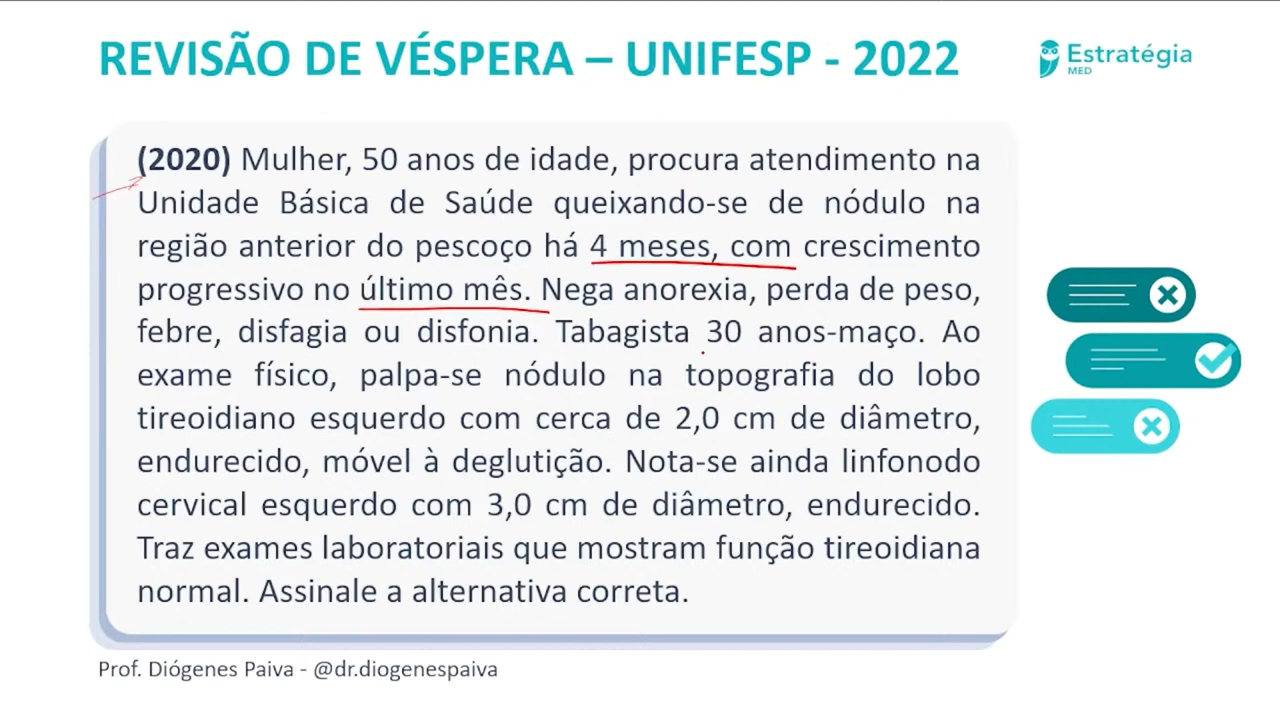 REVISÃO DE VÉSPERA – UNIFESP - 2022
Estratégia
MED
(2020) Mulher, 50 anos de idade, procura atendimento na
Unidade Básica de Saúde queixando-se de nódulo na
região anterior do pescoço há 4 meses, com crescimento
progressivo no último mês. Nega anorexia, perda de peso,
febre, disfagia ou disfonia. Tabagista 30 anos-maço. Ao
exame físico, palpa-se nódulo na topografia do lobo
tireoidiano esquerdo com cerca de 2,0 cm de diâmetro,
endurecido, móvel à deglutição. Nota-se ainda linfonodo
cervical esquerdo com 3,0 cm de diâmetro, endurecido.
Traz exames laboratoriais que mostram função tireoidiana
normal. Assinale a alternativa correta.
Prof. Diógenes Paiva - @dr.diogenespaiva